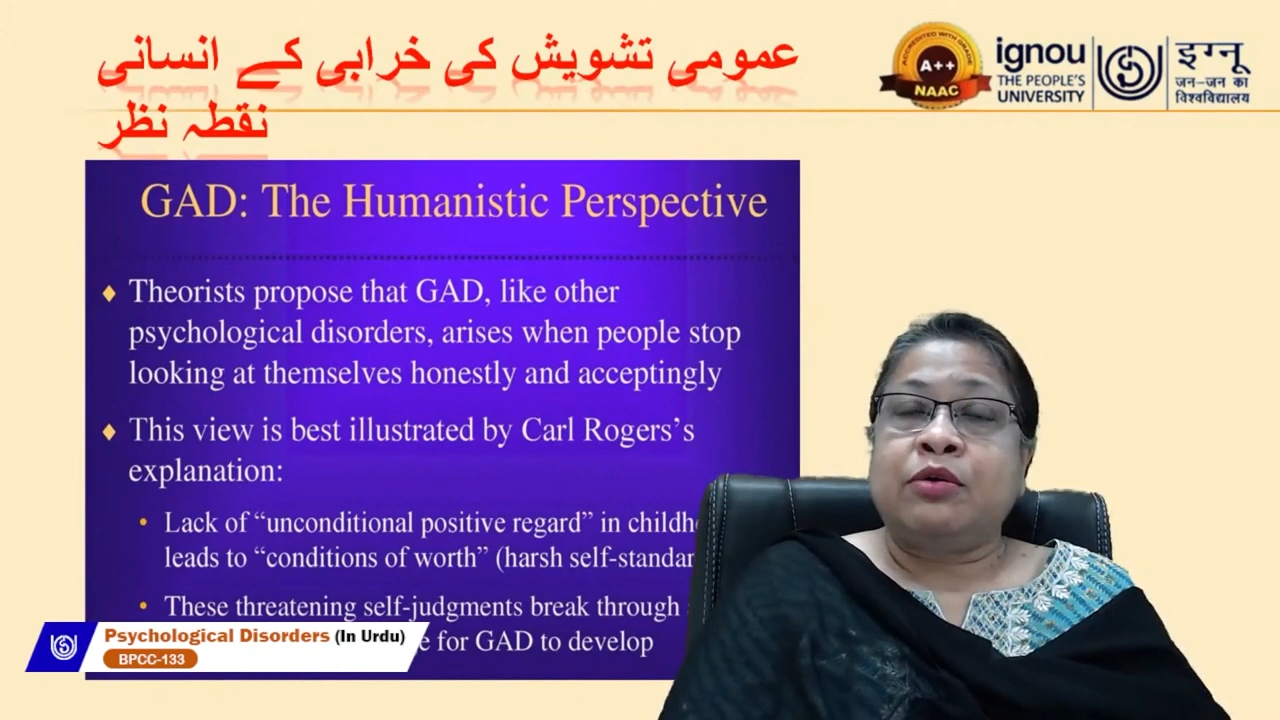 عمومی تشویش کی خرابی کے انسانی
نقطہ نظر
ACCREDITED WITH GRADE
A++
NAAC
ignou
THE PEOPLE'S
UNIVERSITY
इग्नू
जन-जन का
विश्वविद्यालय
GAD: The Humanistic Perspective
Theorists propose that GAD, like other
psychological disorders, arises when people stop
looking at themselves honestly and acceptingly
This view is best illustrated by Carl Rogers's
explanation:
Lack of “unconditional positive regard” in
leads to “conditions of worth” (harsh
These threatening self-judgments break through
for GAD to develop
Psychological Disorders (In Urdu)
BPCC-133